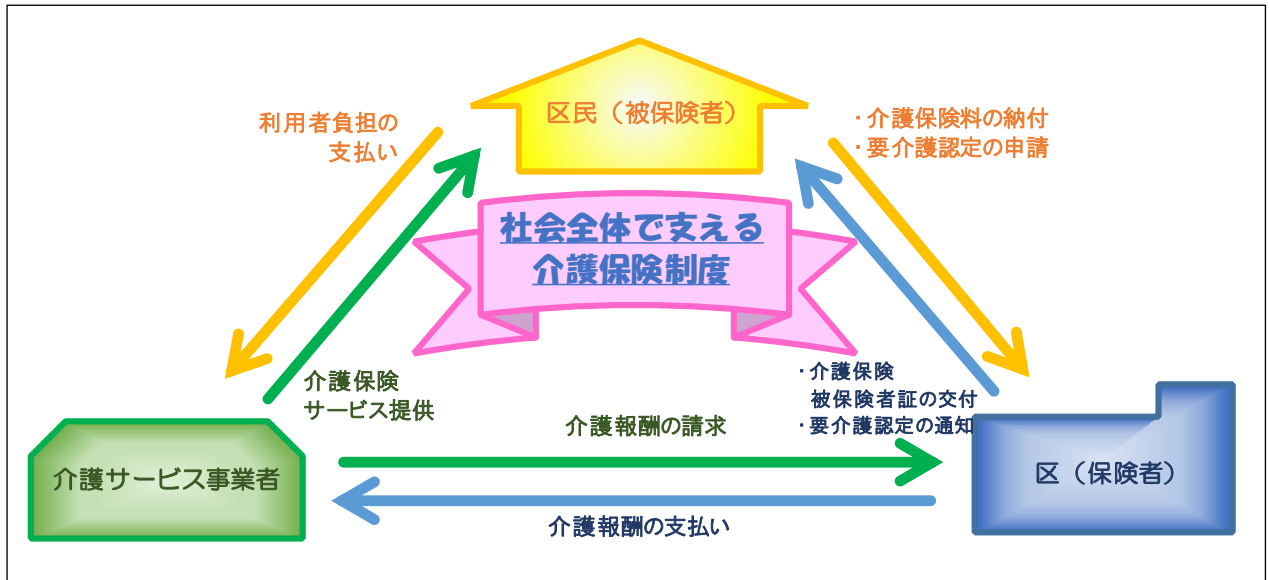 区民（被保険者）
利用者負担の
支払い
・介護保険料の納付
・要介護認定の申請
社会全体で支える
介護保険制度
介護保険
サービス提供
・介護保険
被保険者証の交付
・要介護認定の通知
介護報酬の請求
介護サービス事業者
区（保険者）
介護報酬の支払い